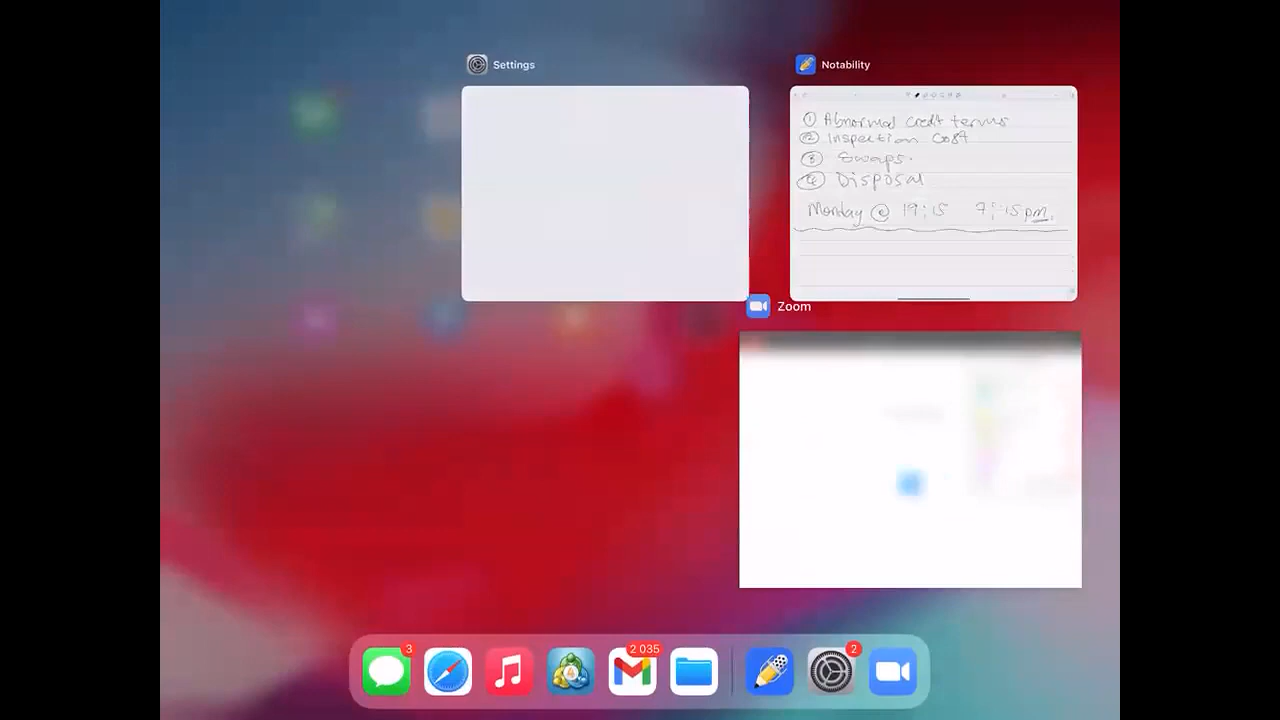 Settings
Notability
① Abnormal credit terms
② Inspection Cost
③ Swaps.
④ Disposal
Monday @ 19:15 7:15pm.
Zoom
3
2 035
2